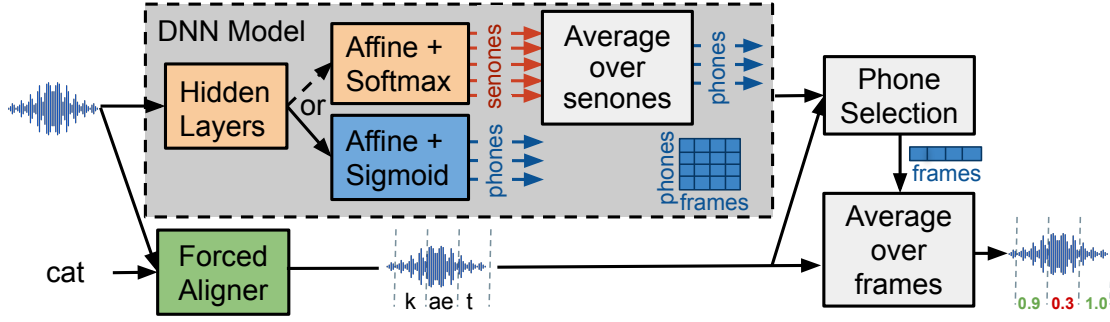 DNN Model
Hidden
Layers
or
Affine +
Softmax
senones
Average
over
senones
phones
Affine +
Sigmoid
phones
phones
frames
Phone
Selection
frames
Average
over
frames
cat
Forced
Aligner
k ae t
0.9 0.3 1.0